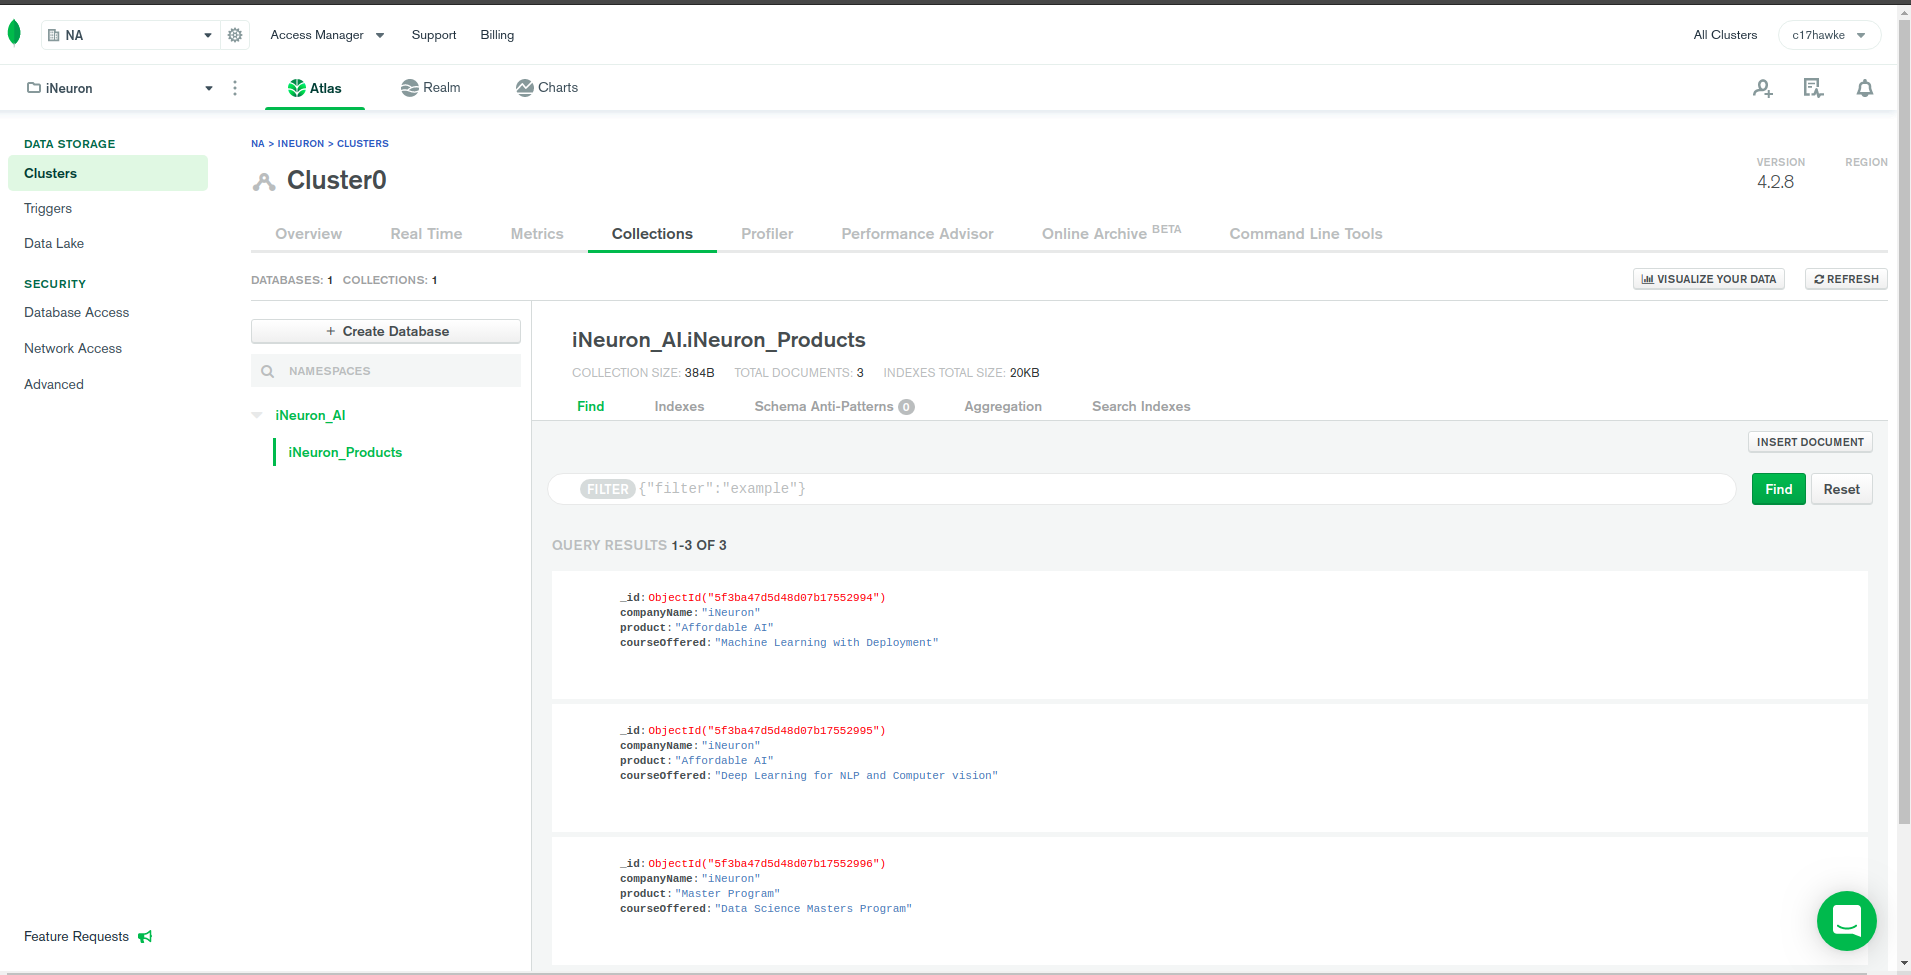 NA
Access Manager
Support
Billing
All Clusters
c17hawke
iNeuron
Atlas
Realm
Charts
DATA STORAGE
Clusters
Triggers
Data Lake
SECURITY
Database Access
Network Access
Advanced
Feature Requests
NA > INEURON > CLUSTERS
Cluster0
VERSION
4.2.8
REGION
Overview
Real Time
Metrics
Collections
Profiler
Performance Advisor
Online Archive BETA
Command Line Tools
DATABASES: 1 COLLECTIONS: 1
VISUALIZE YOUR DATA
REFRESH
+ Create Database
NAMESPACES
iNeuron_AI
iNeuron_Products
iNeuron_AI.iNeuron_Products
COLLECTION SIZE: 384B TOTAL DOCUMENTS: 3 INDEXES TOTAL SIZE: 20KB
Find
Indexes
Schema Anti-Patterns 0
Aggregation
Search Indexes
INSERT DOCUMENT
FILTER {"filter":"example"}
Find
Reset
QUERY RESULTS 1-3 OF 3
_id: ObjectId("5f3ba47d5d48d07b17552994")
companyName: "iNeuron"
product: "Affordable AI"
courseOffered: "Machine Learning with Deployment"
_id: ObjectId("5f3ba47d5d48d07b17552995")
companyName: "iNeuron"
product: "Affordable AI"
courseOffered: "Deep Learning for NLP and Computer vision"
_id: ObjectId("5f3ba47d5d48d07b17552996")
companyName: "iNeuron"
product: "Master Program"
courseOffered: "Data Science Masters Program"